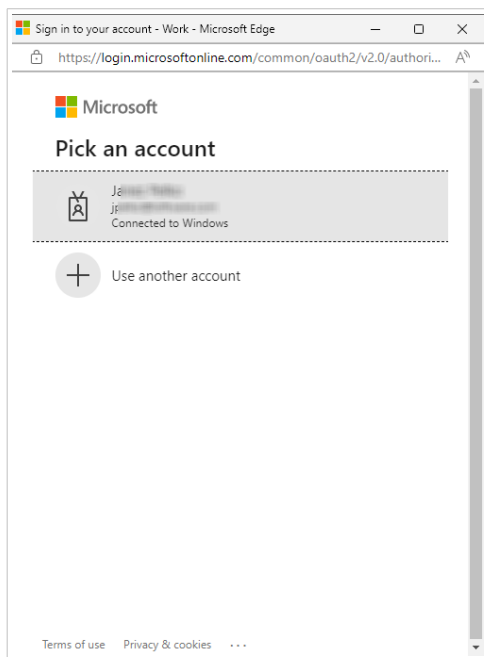 Sign in to your account - Work - Microsoft Edge
https://login.microsoftonline.com/common/oauth2/v2.0/authori...
Microsoft
Pick an account
Connected to Windows
Use another account
Terms of use Privacy & cookies ...